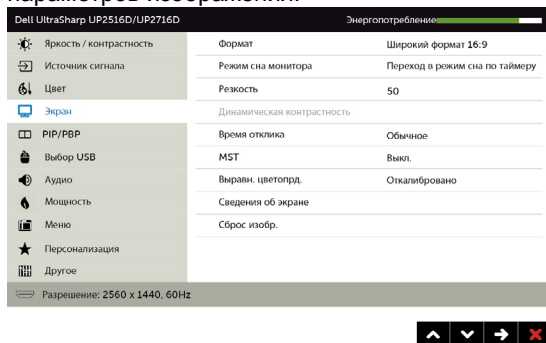 параметров изображения.
Dell UltraSharp UP2516D/UP2716D Энергопотребление
Яркость / контрастность
Источник сигнала
Цвет
Экран
PIP/PBP
Выбор USB
Аудио
Мощность
Меню
Персонализация
Другое
Формат Широкий формат 16:9
Режим сна монитора Переход в режим сна по таймеру
Резкость 50
Динамическая контрастность
Время отклика Обычное
MST Выкл.
Выравн. цветопрд. Откалибровано
Сведения об экране
Сброс изобр.
Разрешение: 2560 x 1440, 60Hz